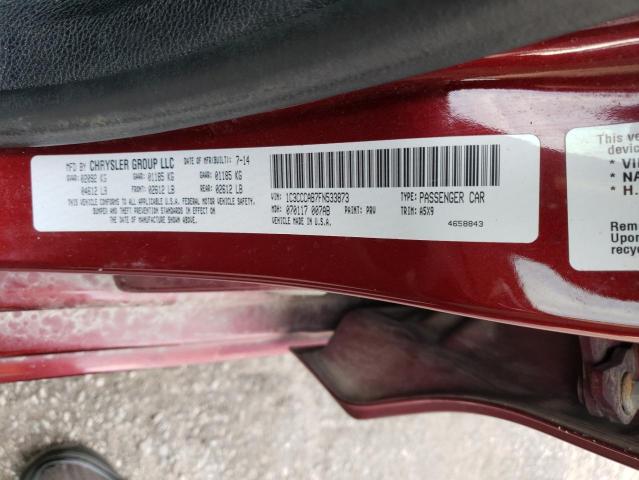 MFD BY CHRYSLER GROUP LLC DATE OF MFR(BUILT): 7-14
GVWR: 02092 KG GAWR 01185 KG GAWR 01185 KG
04612 LB FRONT: 02612 LB REAR: 02612 LB
THIS VEHICLE CONFORMS TO ALL APPLICABLE U.S.A. FEDERAL MOTOR VEHICLE SAFETY,
BUMPER AND THEFT PREVENTION STANDARDS IN EFFECT ON
THE DATE OF MANUFACTURE SHOWN ABOVE.
VIN: 1C3CCCAB7FN533873 TYPE: PASSENGER CAR
MDH: 070117 007AB PAINT: PRV TRIM: A5X9
VEHICLE MADE IN U.S.A. 4658843
This ve
device
* VI
* NA
* H
Rem
Upon
recyc